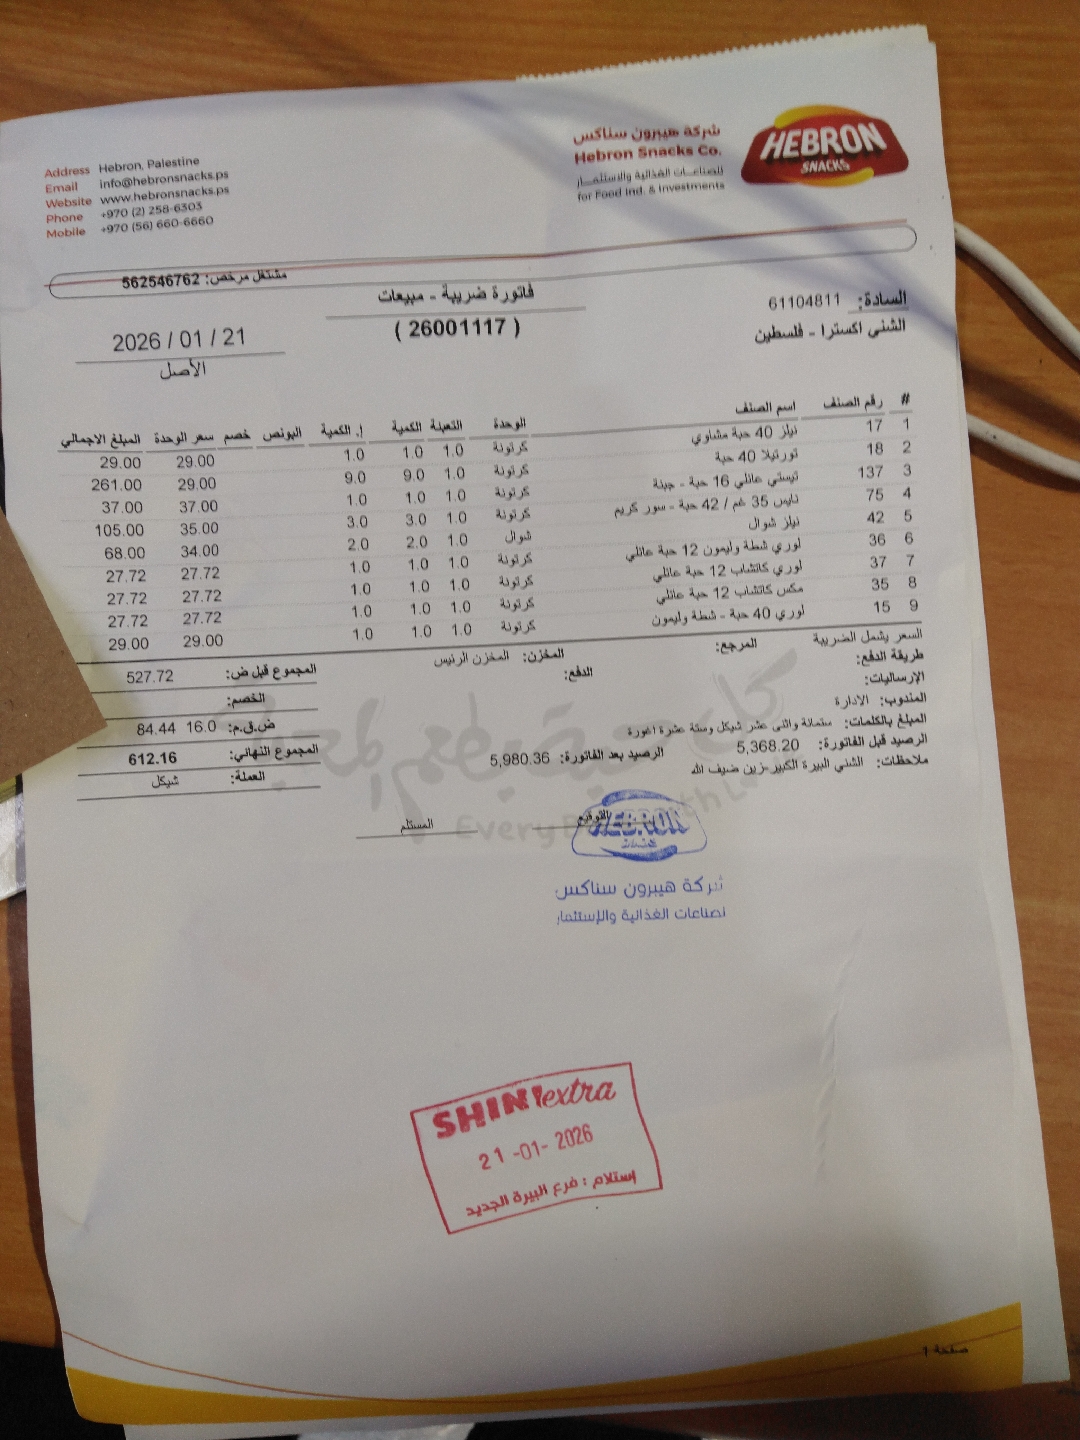 HEBRON
SNACKS
شركة هيبرون سناكس
Hebron Snacks Co.
للصناعات الغذائية والاستثمار
for Food Ind. & Investments
Address Hebron, Palestine
Email info@hebronsnacks.ps
Website www.hebronsnacks.ps
Phone +970 (2) 258-6303
Mobile +970 (56) 660-6660
مشتغل مرخص: 562546762
السادة: 61104811
الشني اكسترا - فلسطين
فاتورة ضريبة - مبيعات
( 26001117 )
2026 / 01 / 21
الأصل
# رقم الصنف اسم الصنف الوحدة التعبئة الكمية إ. الكمية البونص خصم سعر الوحدة المبلغ الاجمالي
1 17 نيلز 40 حبة مشاوي كرتونة 1.0 1.0 1.0 29.00 29.00
2 18 تورتيلا 40 حبة كرتونة 1.0 9.0 9.0 29.00 261.00
3 137 تيستي عائلي 16 حبة - جبنة كرتونة 1.0 1.0 1.0 37.00 37.00
4 75 نايس 35 غم / 42 حبة - سور كريم كرتونة 1.0 3.0 3.0 35.00 105.00
5 42 نيلز شوال شوال 1.0 2.0 2.0 34.00 68.00
6 36 لوري شطة وليمون 12 حبة عائلي كرتونة 1.0 1.0 1.0 27.72 27.72
7 37 لوري كاتشاب 12 حبة عائلي كرتونة 1.0 1.0 1.0 27.72 27.72
8 35 مكس كاتشاب 12 حبة عائلي كرتونة 1.0 1.0 1.0 27.72 27.72
9 15 لوري 40 حبة - شطة وليمون كرتونة 1.0 1.0 1.0 29.00 29.00
السعر يشمل الضريبة المرجع: المخزن: المخزن الرئيس
طريقة الدفع: الدفع:
الإرساليات:
المندوب: الادارة
المبلغ بالكلمات: ستمائة واثنى عشر شيكل وستة عشرة اغورة
الرصيد قبل الفاتورة: 5,368.20 الرصيد بعد الفاتورة: 5,980.36
ملاحظات: الشني البيرة الكبير-زين ضيف الله
المجموع قبل ض: 527.72
الخصم:
ض.ق.م: 16.0 84.44
المجموع النهائي: 612.16
العملة: شيكل
كل حبة بطعم المحبة
Every
التوقيع
المستلم
HEBRON
شركة هيبرون سناكس
لصناعات الغذائية والإستثمار
SHINI extra
21-01-2026
إستلام : فرع البيرة الجديد
صفحة 1